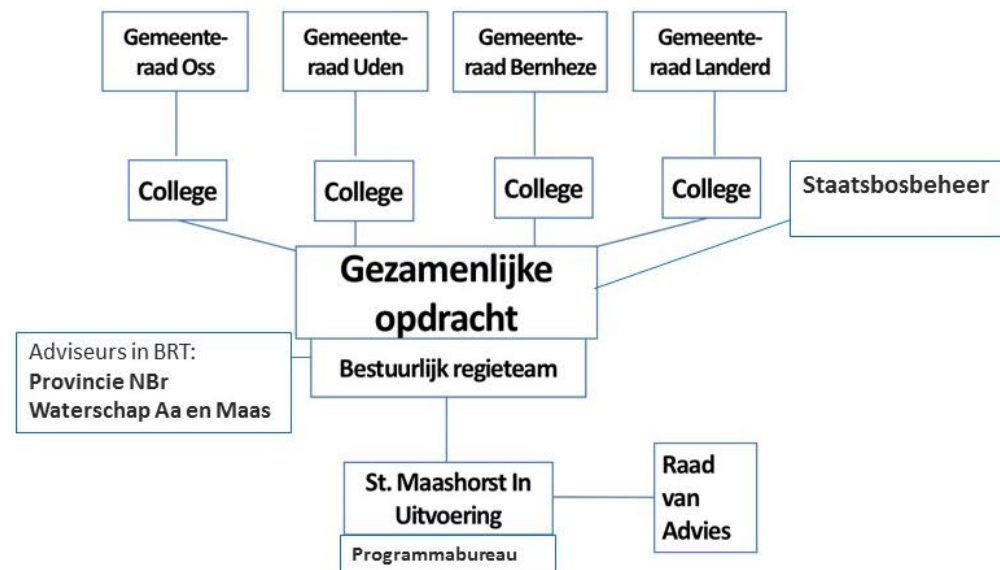 Gemeente-
raad Oss
Gemeente-
raad Uden
Gemeente-
raad Bernheze
Gemeente-
raad Landerd
College
College
College
College
Staatsbosbeheer
Gezamenlijke
opdracht
Adviseurs in BRT:
Provincie NBr
Waterschap Aa en Maas
Bestuurlijk regieteam
St. Maashorst In
Uitvoering
Programmabureau
Raad
van
Advies